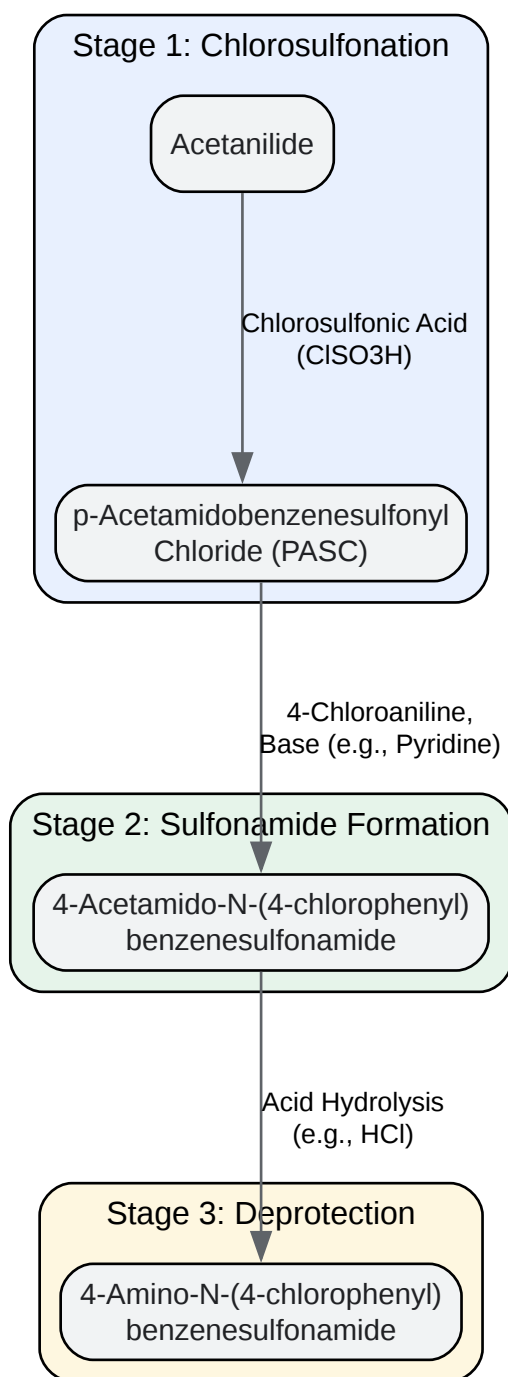 Stage 1: Chlorosulfonation
Acetanilide
Chlorosulfonic Acid
(ClSO3H)
p-Acetamidobenzenesulfonyl
Chloride (PASC)
4-Chloroaniline,
Base (e.g., Pyridine)
Stage 2: Sulfonamide Formation
4-Acetamido-N-(4-chlorophenyl)
benzenesulfonamide
Acid Hydrolysis
(e.g., HCl)
Stage 3: Deprotection
4-Amino-N-(4-chlorophenyl)
benzenesulfonamide